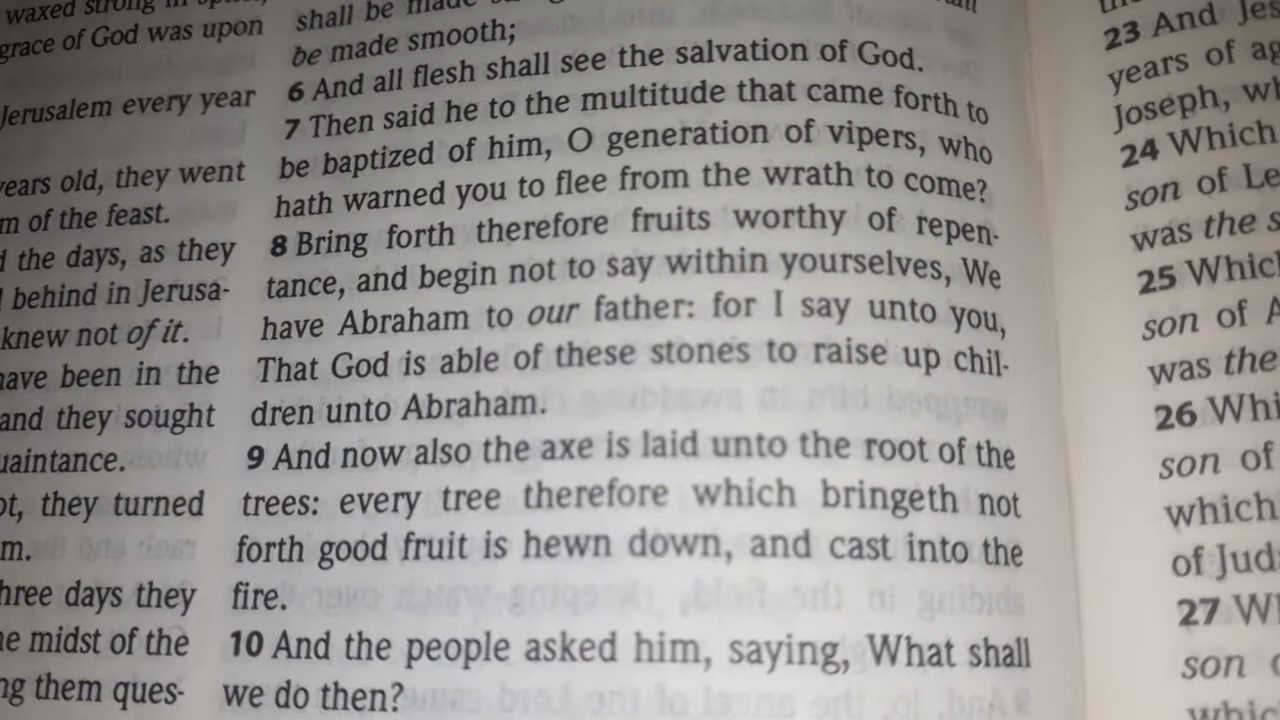 waxed strong in
grace of God was upon
Jerusalem every year
years old, they went
of the feast.
the days, as they
behind in Jerusa-
knew not of it.
have been in the
and they sought
they turned
three days they
midst of the
them ques-
shall be made
be made smooth;
6 And all flesh shall see the salvation of God.
7 Then said he to the multitude that came forth to
be baptized of him, O generation of vipers, who
hath warned you to flee from the wrath to come?
8 Bring forth therefore fruits worthy of repen-
tance, and begin not to say within yourselves, We
have Abraham to our father: for I say unto you,
That God is able of these stones to raise up chil-
dren unto Abraham.
9 And now also the axe is laid unto the root of the
trees: every tree therefore which bringeth not
forth good fruit is hewn down, and cast into the
fire.
10 And the people asked him, saying, What shall
we do then?
23 And Jes
years of ag
Joseph, wh
24 Which
son of Le
was the s
25 Which
son of A
was the
26 Whi
son of
which
of Jud
27 Wh
son
whic